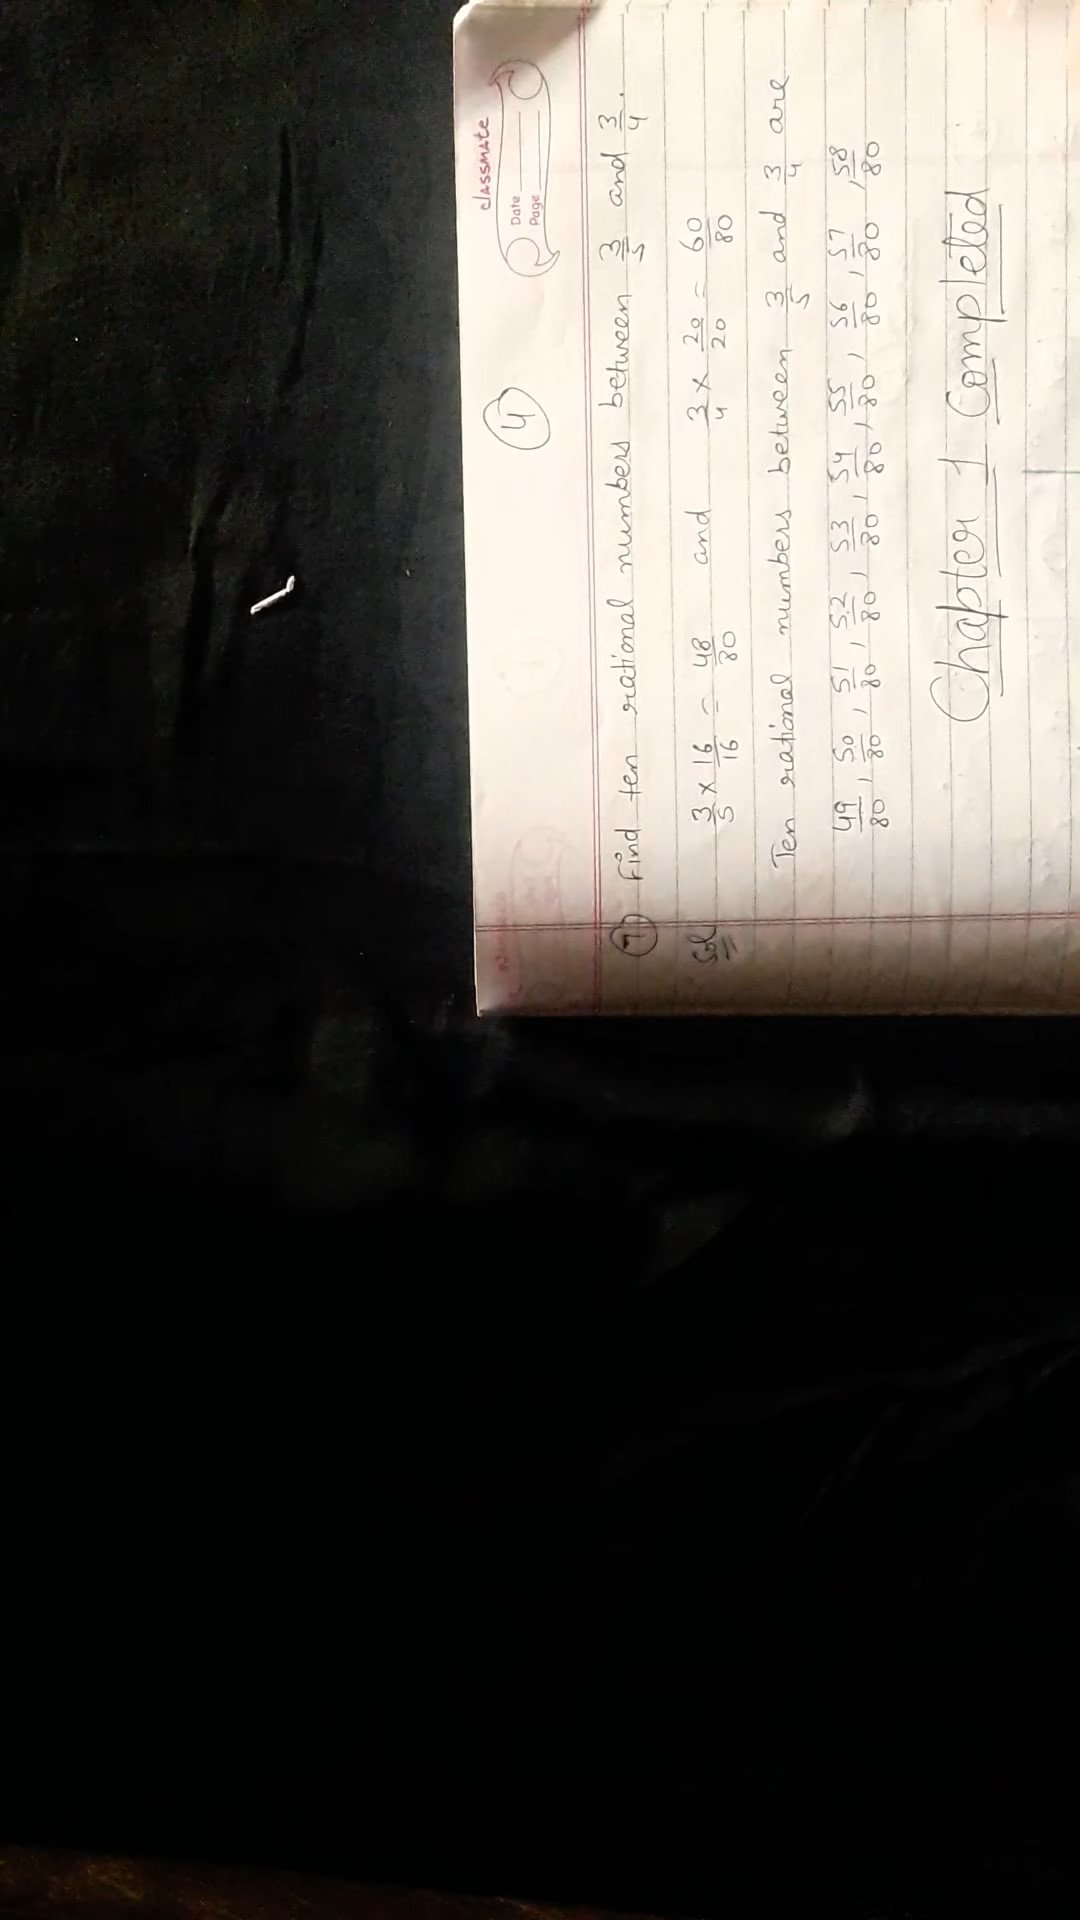 classmate
Date
Page
4
7) Find ten rational numbers between 3/5 and 3/4.
Sol 3/5 × 16/16 = 48/80 and 3/4 × 20/20 = 60/80
Ten rational numbers between 3/5 and 3/4 are
49/80, 50/80, 51/80, 52/80, 53/80, 54/80, 55/80, 56/80, 57/80, 58/80
Chapter 1 Completed